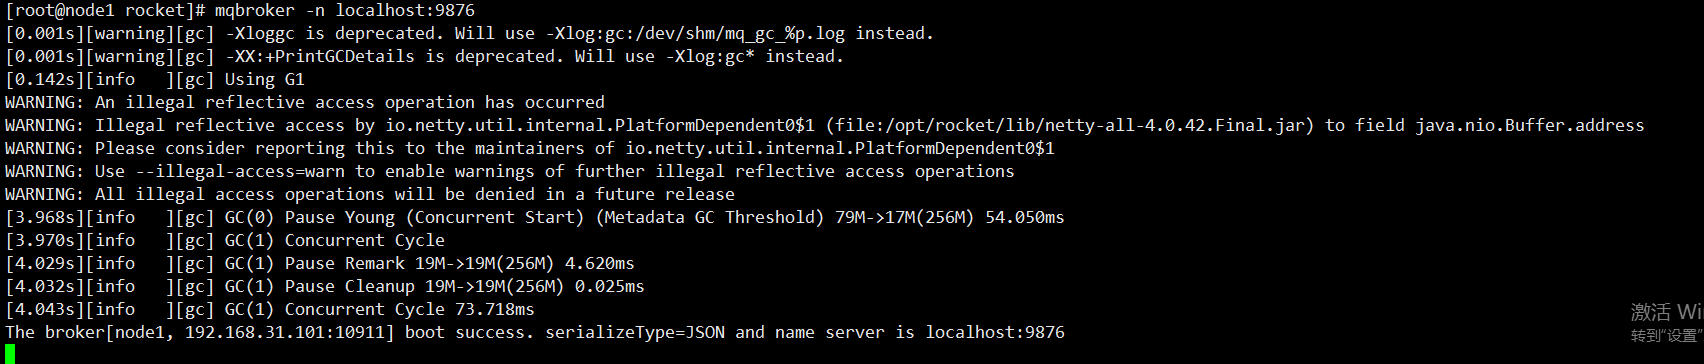 [root@node1 rocket]# mqbroker -n localhost:9876
[0.001s][warning][gc] -Xloggc is deprecated. Will use -Xlog:gc:/dev/shm/mq_gc_%p.log instead.
[0.001s][warning][gc] -XX:+PrintGCDetails is deprecated. Will use -Xlog:gc* instead.
[0.142s][info   ][gc] Using G1
WARNING: An illegal reflective access operation has occurred
WARNING: Illegal reflective access by io.netty.util.internal.PlatformDependent0$1 (file:/opt/rocket/lib/netty-all-4.0.42.Final.jar) to field java.nio.Buffer.address
WARNING: Please consider reporting this to the maintainers of io.netty.util.internal.PlatformDependent0$1
WARNING: Use --illegal-access=warn to enable warnings of further illegal reflective access operations
WARNING: All illegal access operations will be denied in a future release
[3.968s][info   ][gc] GC(0) Pause Young (Concurrent Start) (Metadata GC Threshold) 79M->17M(256M) 54.050ms
[3.970s][info   ][gc] GC(1) Concurrent Cycle
[4.029s][info   ][gc] GC(1) Pause Remark 19M->19M(256M) 4.620ms
[4.032s][info   ][gc] GC(1) Pause Cleanup 19M->19M(256M) 0.025ms
[4.043s][info   ][gc] GC(1) Concurrent Cycle 73.718ms
The broker[node1, 192.168.31.101:10911] boot success. serializeType=JSON and name server is localhost:9876
激活 Win
转到"设置"